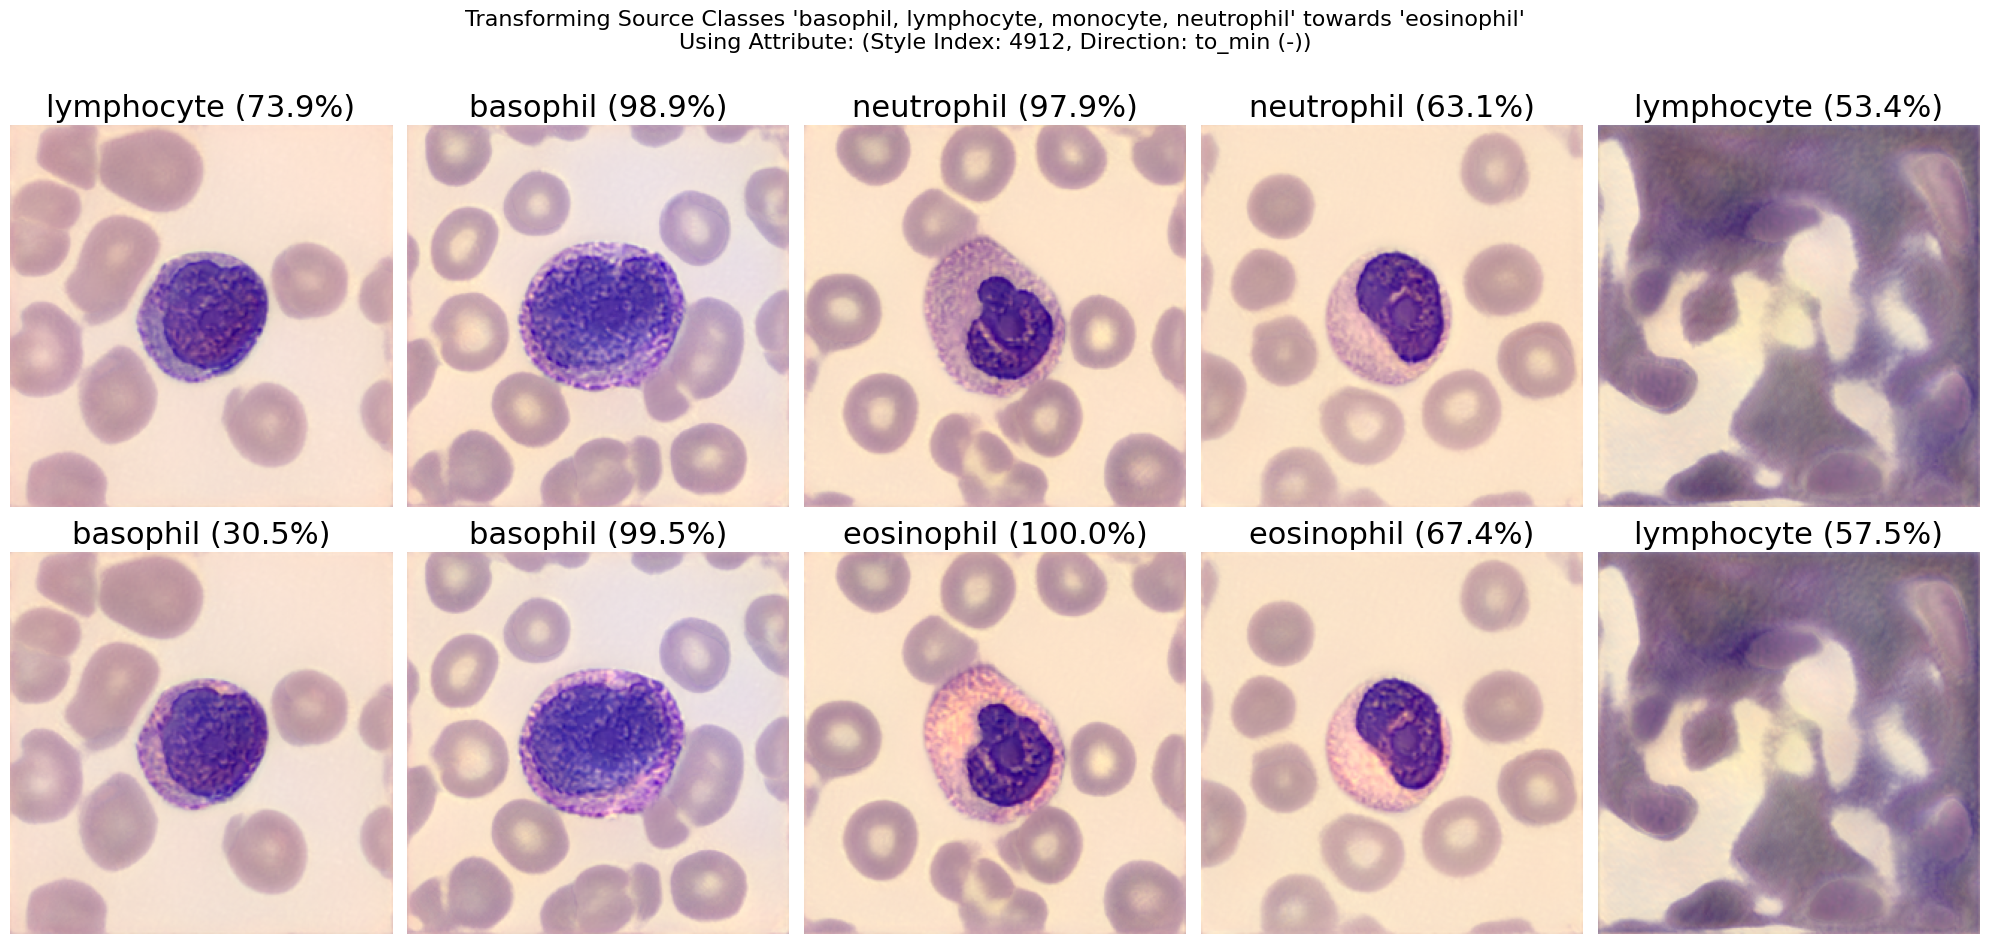 Transforming Source Classes 'basophil, lymphocyte, monocyte, neutrophil' towards 'eosinophil'
Using Attribute: (Style Index: 4912, Direction: to_min (-))
lymphocyte (73.9%)
basophil (98.9%)
neutrophil (97.9%)
neutrophil (63.1%)
lymphocyte (53.4%)
basophil (30.5%)
basophil (99.5%)
eosinophil (100.0%)
eosinophil (67.4%)
lymphocyte (57.5%)